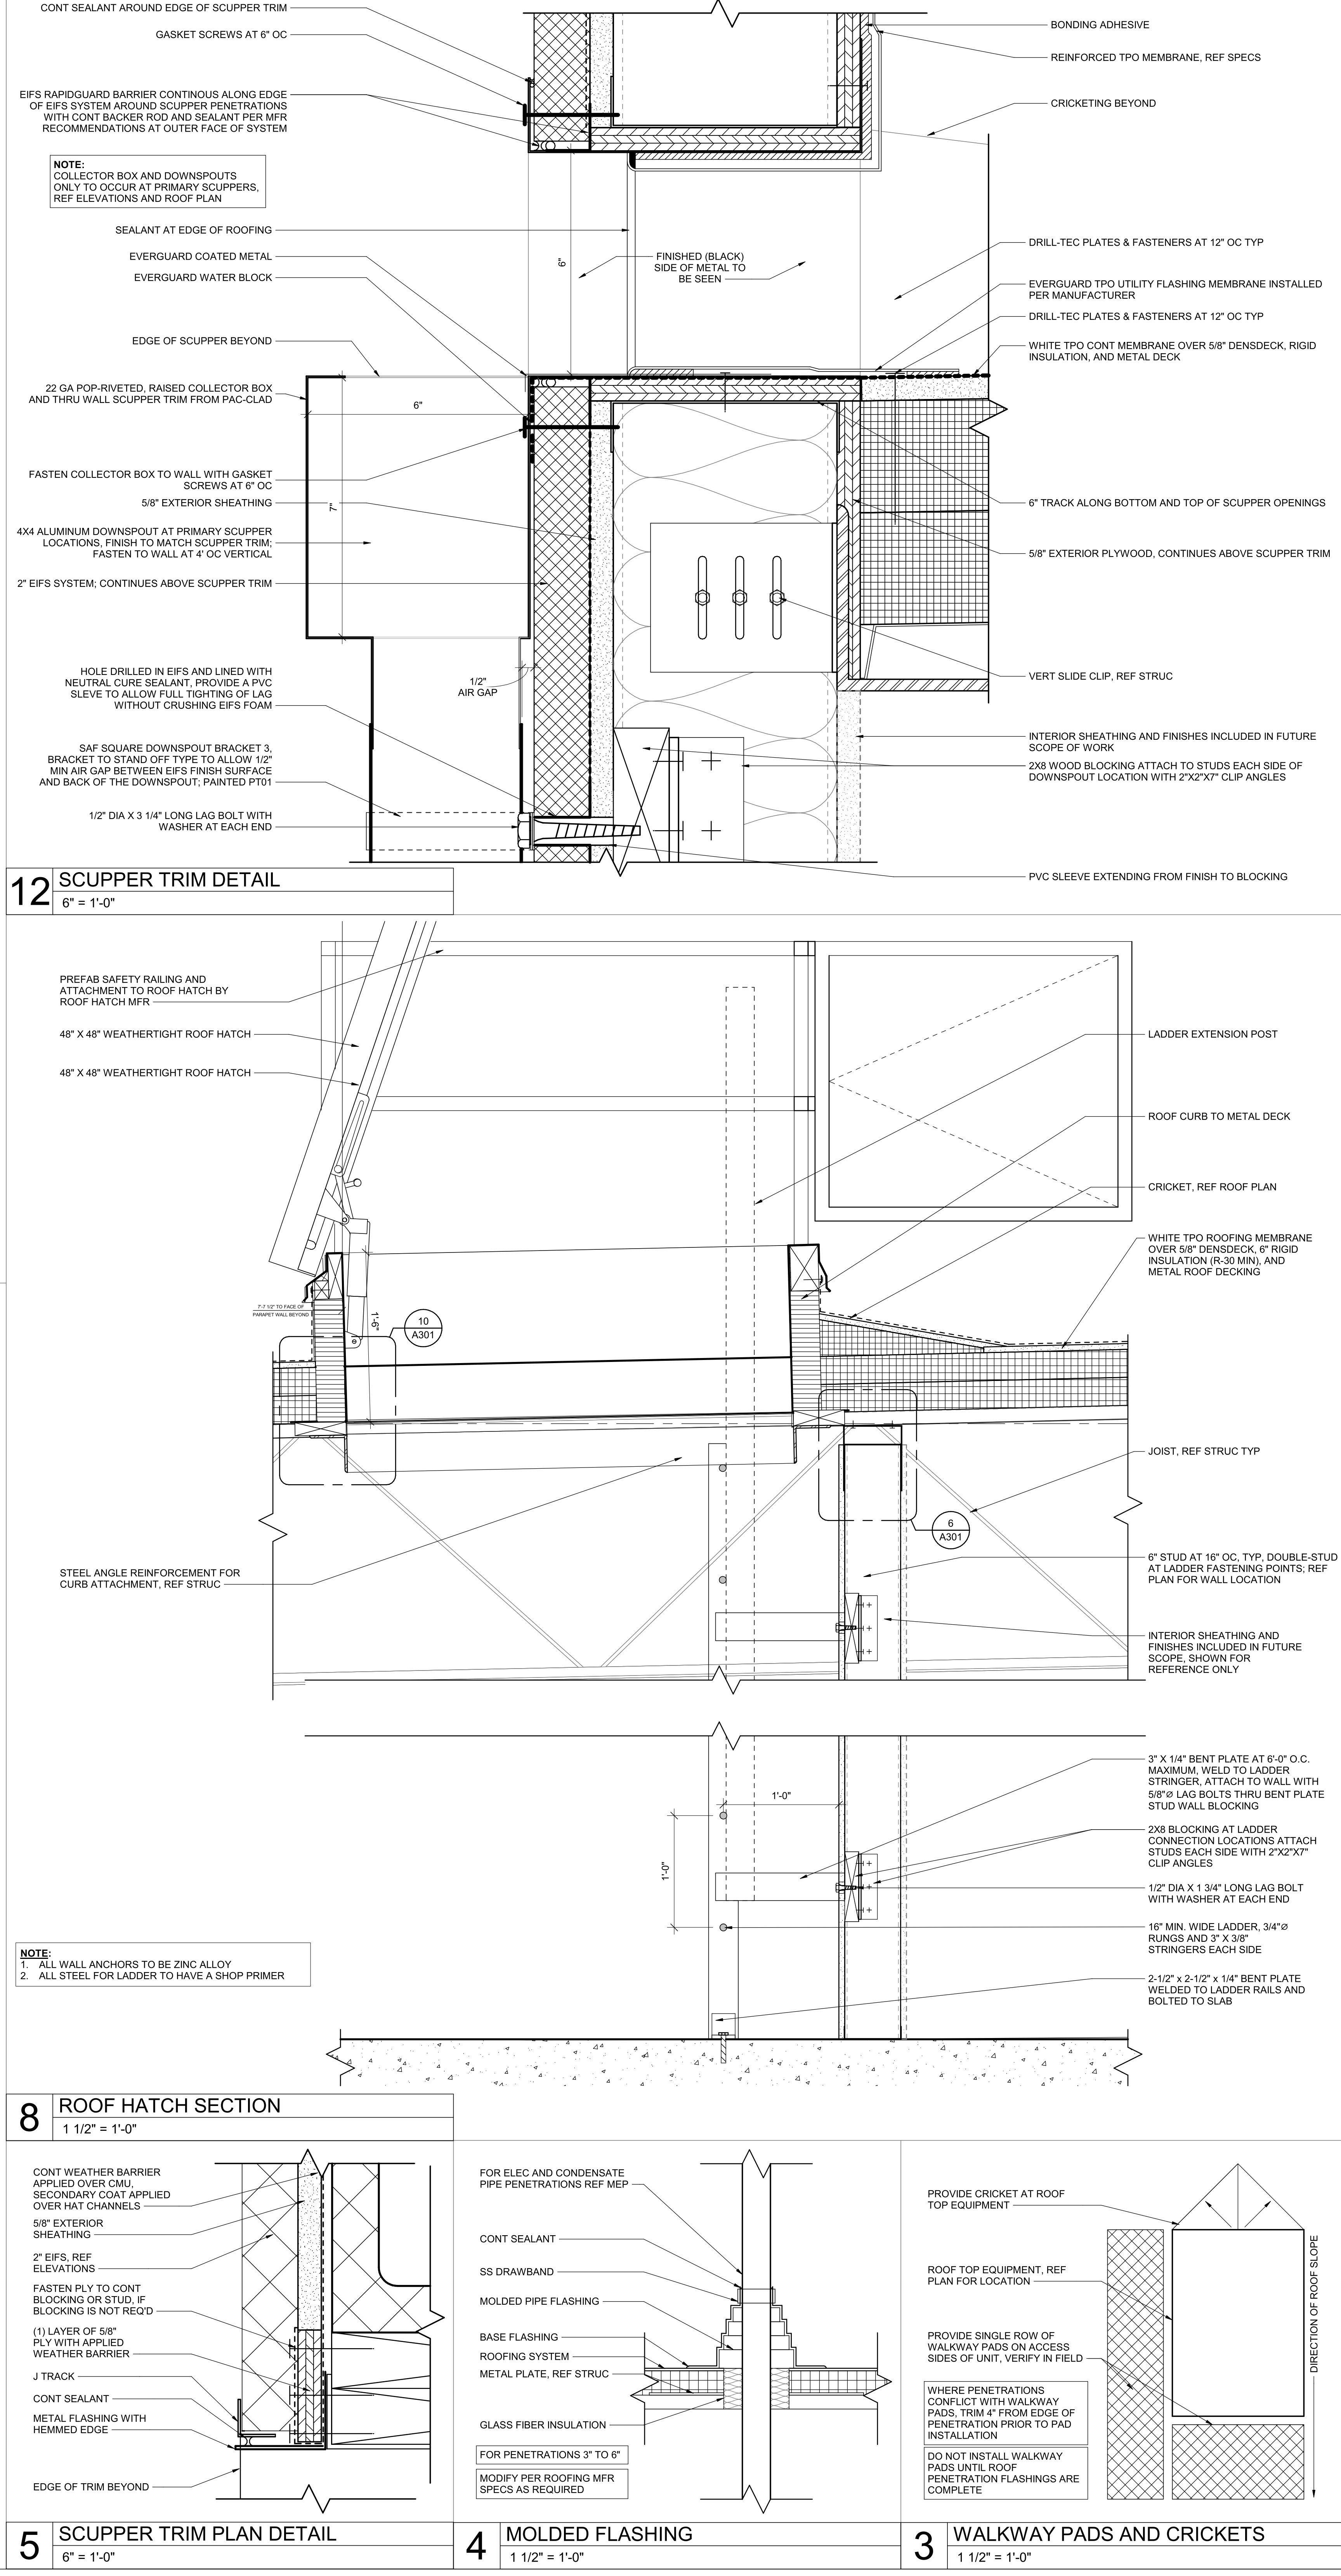 CONT SEALANT AROUND EDGE OF SCUPPER TRIM
GASKET SCREWS AT 6" OC
EIFS RAPIDGUARD BARRIER CONTINOUS ALONG EDGE
OF EIFS SYSTEM AROUND SCUPPER PENETRATIONS
WITH CONT BACKER ROD AND SEALANT PER MFR
RECOMMENDATIONS AT OUTER FACE OF SYSTEM
NOTE:
COLLECTOR BOX AND DOWNSPOUTS
ONLY TO OCCUR AT PRIMARY SCUPPERS,
REF ELEVATIONS AND ROOF PLAN
SEALANT AT EDGE OF ROOFING
EVERGUARD COATED METAL
EVERGUARD WATER BLOCK
EDGE OF SCUPPER BEYOND
22 GA POP-RIVETED, RAISED COLLECTOR BOX
AND THRU WALL SCUPPER TRIM FROM PAC-CLAD
FASTEN COLLECTOR BOX TO WALL WITH GASKET
SCREWS AT 6" OC
5/8" EXTERIOR SHEATHING
4X4 ALUMINUM DOWNSPOUT AT PRIMARY SCUPPER
LOCATIONS, FINISH TO MATCH SCUPPER TRIM;
FASTEN TO WALL AT 4' OC VERTICAL
2" EIFS SYSTEM; CONTINUES ABOVE SCUPPER TRIM
HOLE DRILLED IN EIFS AND LINED WITH
NEUTRAL CURE SEALANT, PROVIDE A PVC
SLEVE TO ALLOW FULL TIGHTING OF LAG
WITHOUT CRUSHING EIFS FOAM
SAF SQUARE DOWNSPOUT BRACKET 3,
BRACKET TO STAND OFF TYPE TO ALLOW 1/2"
MIN AIR GAP BETWEEN EIFS FINISH SURFACE
AND BACK OF THE DOWNSPOUT; PAINTED PT01
1/2" DIA X 3 1/4" LONG LAG BOLT WITH
WASHER AT EACH END
6"
FINISHED (BLACK)
SIDE OF METAL TO
BE SEEN
6"
7"
1/2"
AIR GAP
BONDING ADHESIVE
REINFORCED TPO MEMBRANE, REF SPECS
CRICKETING BEYOND
DRILL-TEC PLATES & FASTENERS AT 12" OC TYP
EVERGUARD TPO UTILITY FLASHING MEMBRANE INSTALLED
PER MANUFACTURER
DRILL-TEC PLATES & FASTENERS AT 12" OC TYP
WHITE TPO CONT MEMBRANE OVER 5/8" DENSDECK, RIGID
INSULATION, AND METAL DECK
6" TRACK ALONG BOTTOM AND TOP OF SCUPPER OPENINGS
5/8" EXTERIOR PLYWOOD, CONTINUES ABOVE SCUPPER TRIM
VERT SLIDE CLIP, REF STRUC
INTERIOR SHEATHING AND FINISHES INCLUDED IN FUTURE
SCOPE OF WORK
2X8 WOOD BLOCKING ATTACH TO STUDS EACH SIDE OF
DOWNSPOUT LOCATION WITH 2"X2"X7" CLIP ANGLES
PVC SLEEVE EXTENDING FROM FINISH TO BLOCKING
12
SCUPPER TRIM DETAIL
6" = 1'-0"
PREFAB SAFETY RAILING AND
ATTACHMENT TO ROOF HATCH BY
ROOF HATCH MFR
48" X 48" WEATHERTIGHT ROOF HATCH
48" X 48" WEATHERTIGHT ROOF HATCH
7'-7 1/2" TO FACE OF
PARAPET WALL BEYOND
1'-6"
10
A301
6
A301
STEEL ANGLE REINFORCEMENT FOR
CURB ATTACHMENT, REF STRUC
LADDER EXTENSION POST
ROOF CURB TO METAL DECK
CRICKET, REF ROOF PLAN
WHITE TPO ROOFING MEMBRANE
OVER 5/8" DENSDECK, 6" RIGID
INSULATION (R-30 MIN), AND
METAL ROOF DECKING
JOIST, REF STRUC TYP
6" STUD AT 16" OC, TYP, DOUBLE-STUD
AT LADDER FASTENING POINTS; REF
PLAN FOR WALL LOCATION
INTERIOR SHEATHING AND
FINISHES INCLUDED IN FUTURE
SCOPE, SHOWN FOR
REFERENCE ONLY
1'-0"
1'-0"
3" X 1/4" BENT PLATE AT 6'-0" O.C.
MAXIMUM, WELD TO LADDER
STRINGER, ATTACH TO WALL WITH
5/8"Ø LAG BOLTS THRU BENT PLATE
STUD WALL BLOCKING
2X8 BLOCKING AT LADDER
CONNECTION LOCATIONS ATTACH
STUDS EACH SIDE WITH 2"X2"X7"
CLIP ANGLES
1/2" DIA X 1 3/4" LONG LAG BOLT
WITH WASHER AT EACH END
16" MIN. WIDE LADDER, 3/4"Ø
RUNGS AND 3" X 3/8"
STRINGERS EACH SIDE
2-1/2" x 2-1/2" x 1/4" BENT PLATE
WELDED TO LADDER RAILS AND
BOLTED TO SLAB
NOTE:
1. ALL WALL ANCHORS TO BE ZINC ALLOY
2. ALL STEEL FOR LADDER TO HAVE A SHOP PRIMER
8
ROOF HATCH SECTION
1 1/2" = 1'-0"
CONT WEATHER BARRIER
APPLIED OVER CMU,
SECONDARY COAT APPLIED
OVER HAT CHANNELS
5/8" EXTERIOR
SHEATHING
2" EIFS, REF
ELEVATIONS
FASTEN PLY TO CONT
BLOCKING OR STUD, IF
BLOCKING IS NOT REQ'D
(1) LAYER OF 5/8"
PLY WITH APPLIED
WEATHER BARRIER
J TRACK
CONT SEALANT
METAL FLASHING WITH
HEMMED EDGE
EDGE OF TRIM BEYOND
5
SCUPPER TRIM PLAN DETAIL
6" = 1'-0"
FOR ELEC AND CONDENSATE
PIPE PENETRATIONS REF MEP
CONT SEALANT
SS DRAWBAND
MOLDED PIPE FLASHING
BASE FLASHING
ROOFING SYSTEM
METAL PLATE, REF STRUC
GLASS FIBER INSULATION
FOR PENETRATIONS 3" TO 6"
MODIFY PER ROOFING MFR
SPECS AS REQUIRED
4
MOLDED FLASHING
1 1/2" = 1'-0"
PROVIDE CRICKET AT ROOF
TOP EQUIPMENT
ROOF TOP EQUIPMENT, REF
PLAN FOR LOCATION
PROVIDE SINGLE ROW OF
WALKWAY PADS ON ACCESS
SIDES OF UNIT, VERIFY IN FIELD
WHERE PENETRATIONS
CONFLICT WITH WALKWAY
PADS, TRIM 4" FROM EDGE OF
PENETRATION PRIOR TO PAD
INSTALLATION
DO NOT INSTALL WALKWAY
PADS UNTIL ROOF
PENETRATION FLASHINGS ARE
COMPLETE
DIRECTION OF ROOF SLOPE
3
WALKWAY PADS AND CRICKETS
1 1/2" = 1'-0"